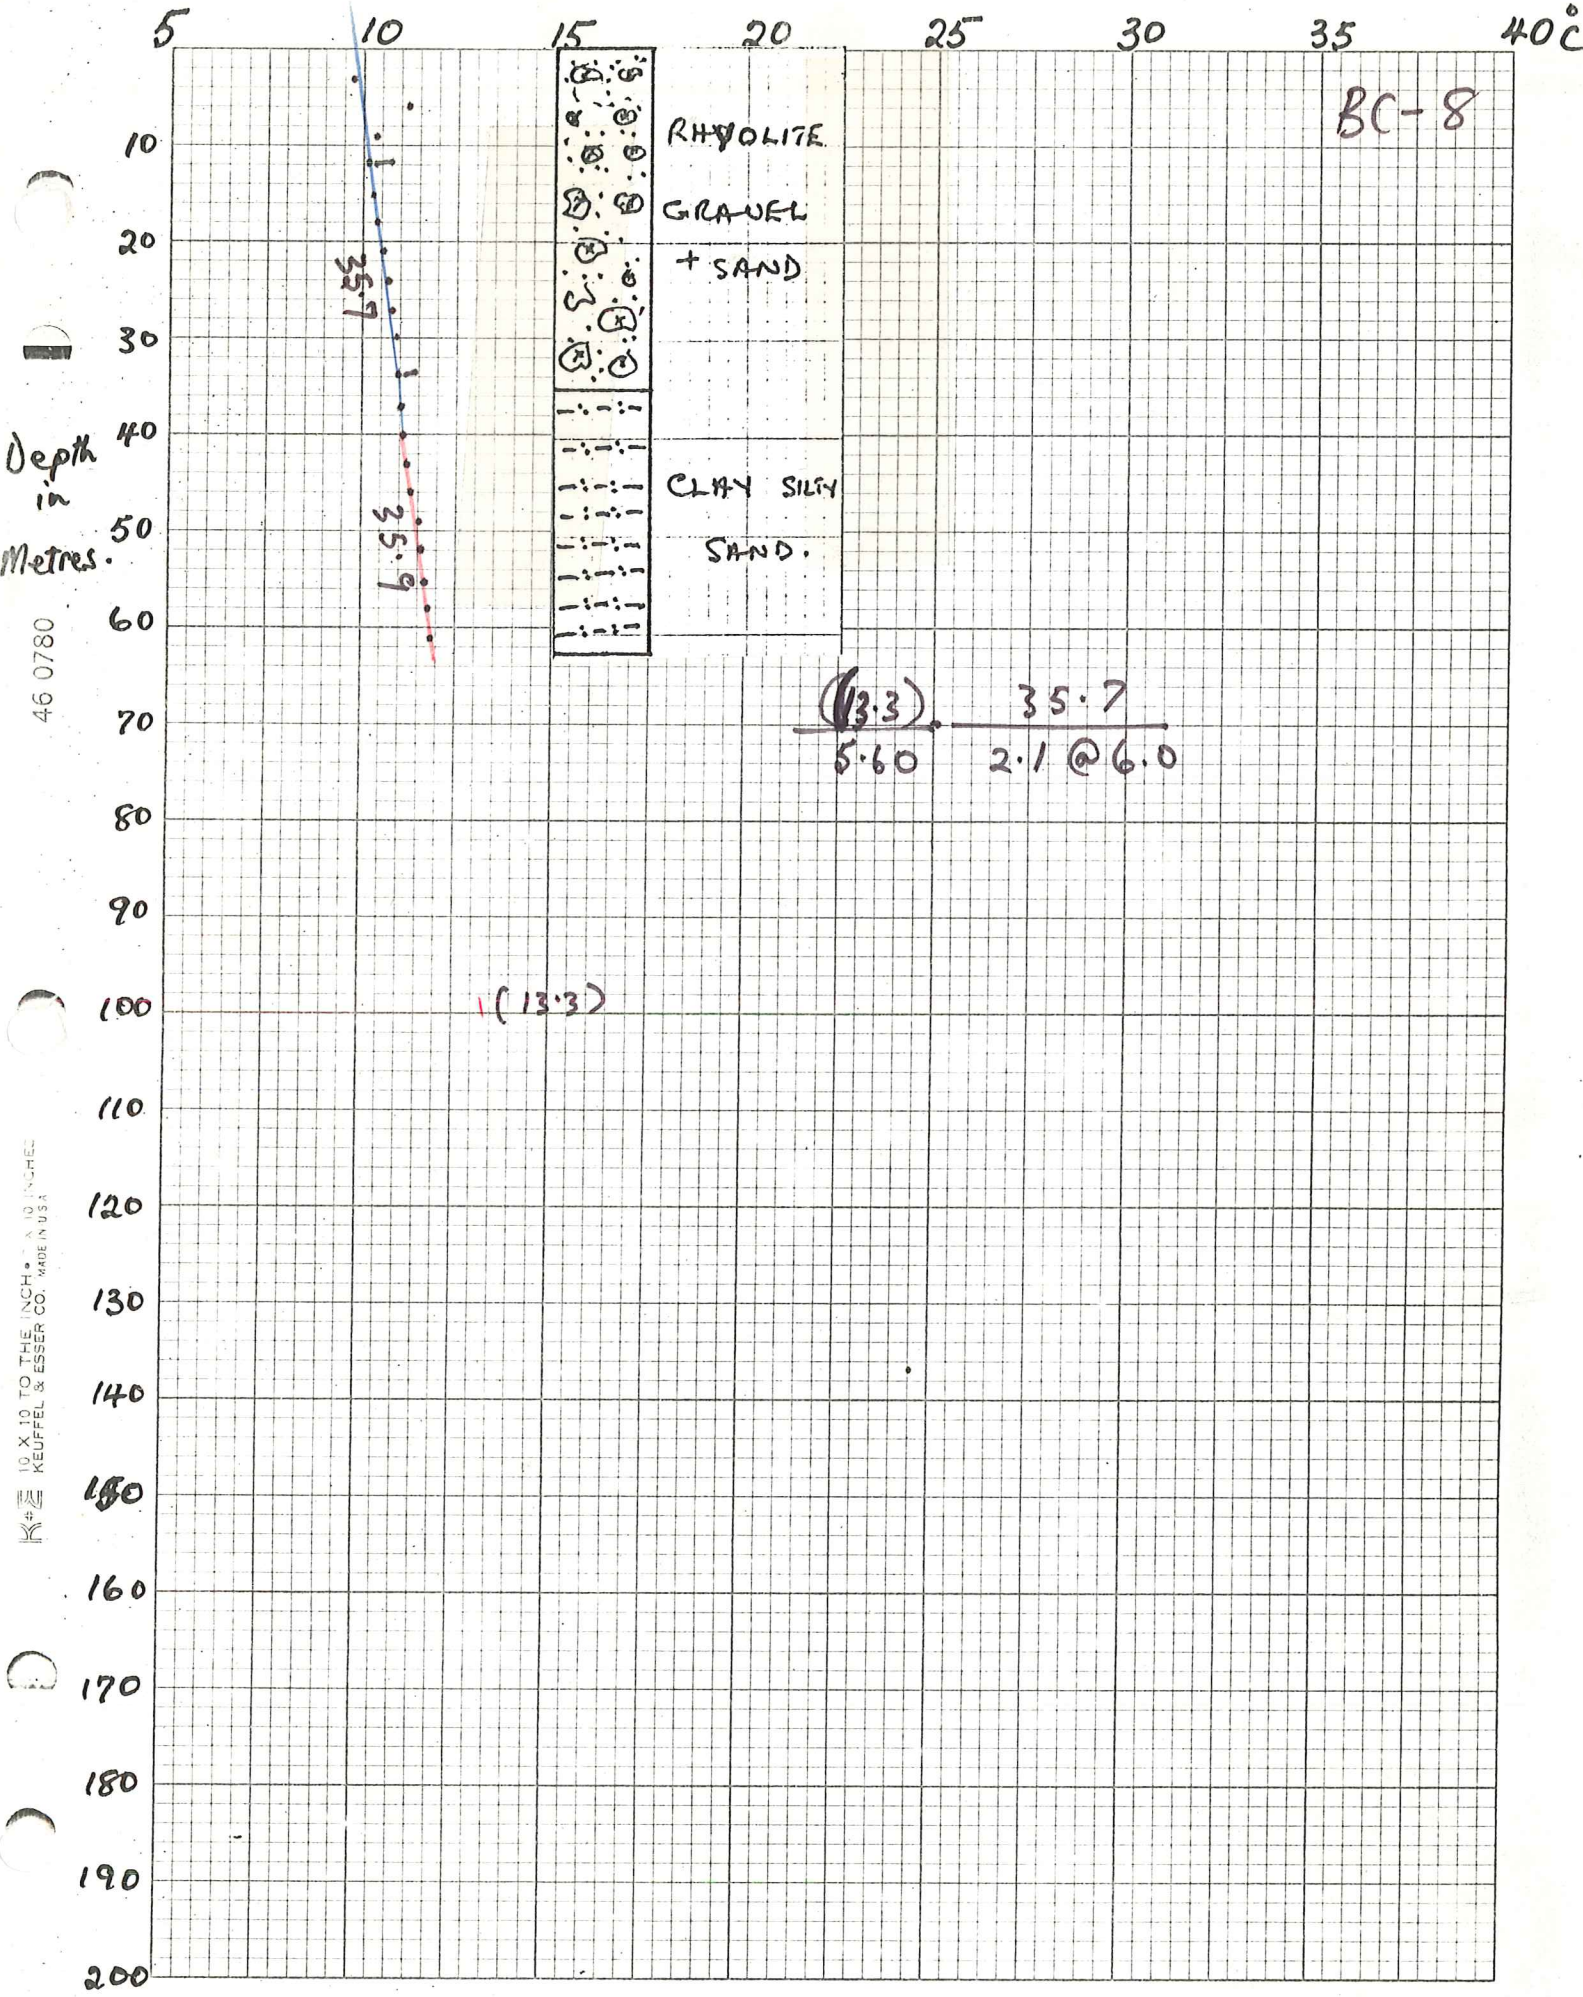 5 10 15 20 25 30 35 40°C
BC-8
10
20
30
40
50
60
70
80
90
100
110
120
130
140
150
160
170
180
190
200
Depth
in
Metres.
RHYOLITE
GRAVEL
+ SAND
CLAY SILTY
SAND.
35.7
35.9
(13.3) . 35.7
5.60 2.1 @ 6.0
(13.3)
46 0780
K+E 10 X 10 TO THE INCH
KEUFFEL & ESSER CO. MADE IN USA